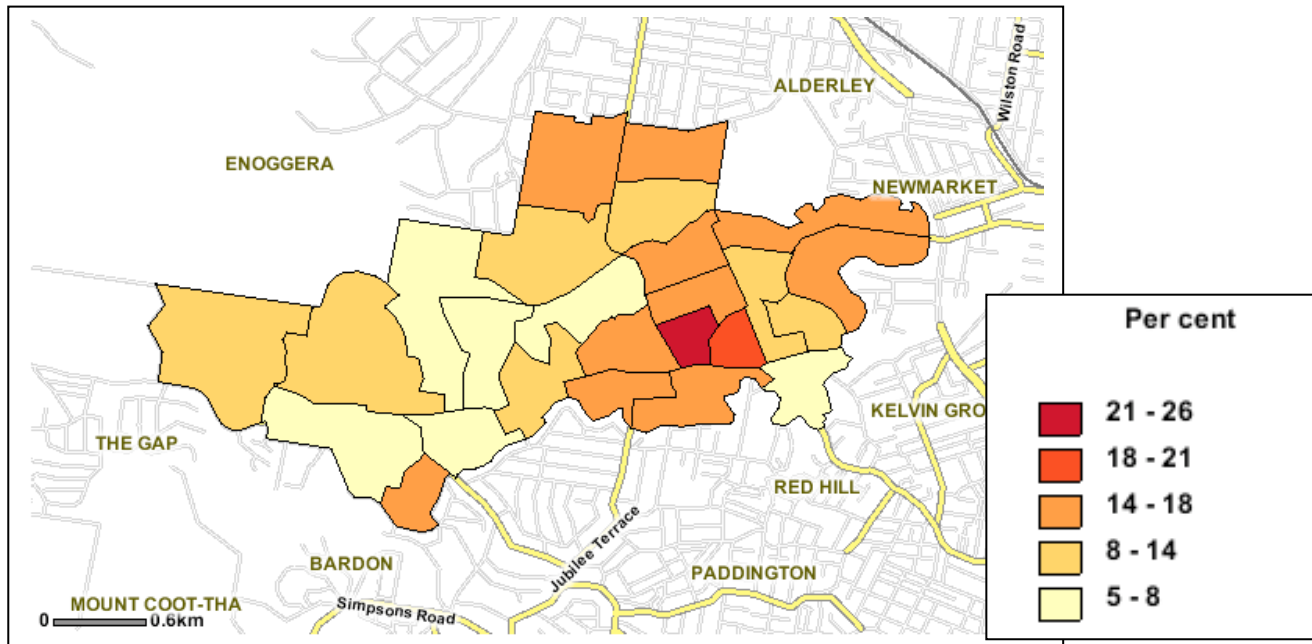 ALDERLEY
Wilston Road
ENOGGERA
NEWMARKET
Per cent
21 - 26
18 - 21
14 - 18
8 - 14
5 - 8
KELVIN GRO
THE GAP
RED HILL
BARDON
Jubilee Terrace
PADDINGTON
MOUNT COOT-THA
Simpsons Road
0 0.6km